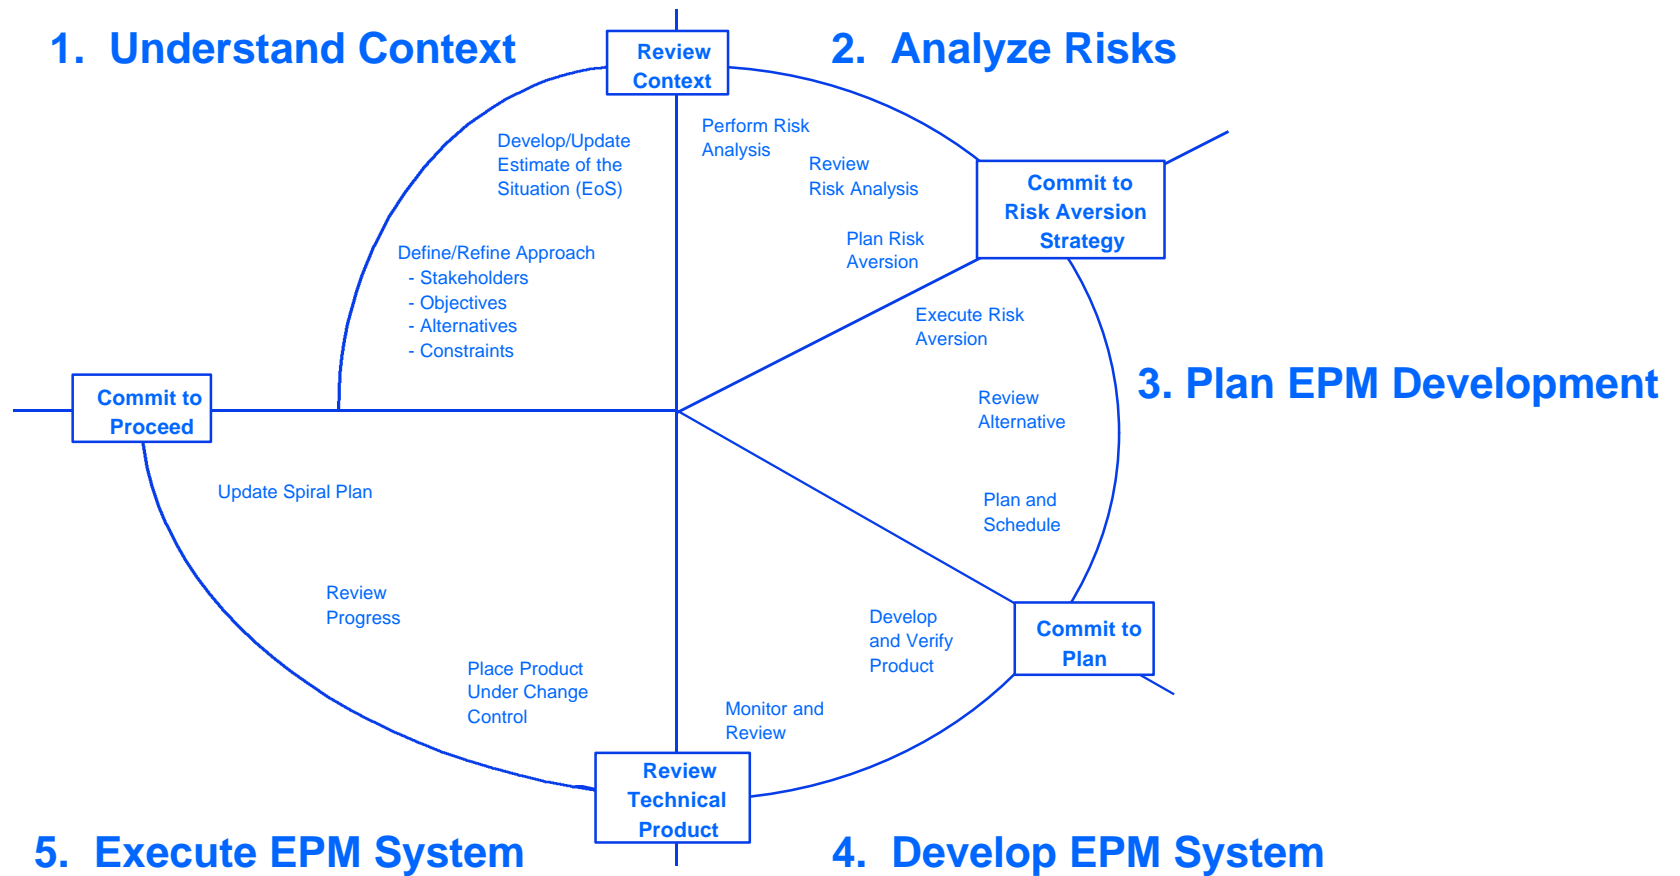 1. Understand Context
Review
Context
2. Analyze Risks
Develop/Update
Estimate of the
Situation (EoS)
Define/Refine Approach
- Stakeholders
- Objectives
- Alternatives
- Constraints
Perform Risk
Analysis
Review
Risk Analysis
Plan Risk
Aversion
Commit to
Risk Aversion
Strategy
Execute Risk
Aversion
Review
Alternative
Plan and
Schedule
3. Plan EPM Development
Commit to
Plan
Develop
and Verify
Product
Monitor and
Review
4. Develop EPM System
Review
Technical
Product
Place Product
Under Change
Control
Review
Progress
Update Spiral Plan
Commit to
Proceed
5. Execute EPM System